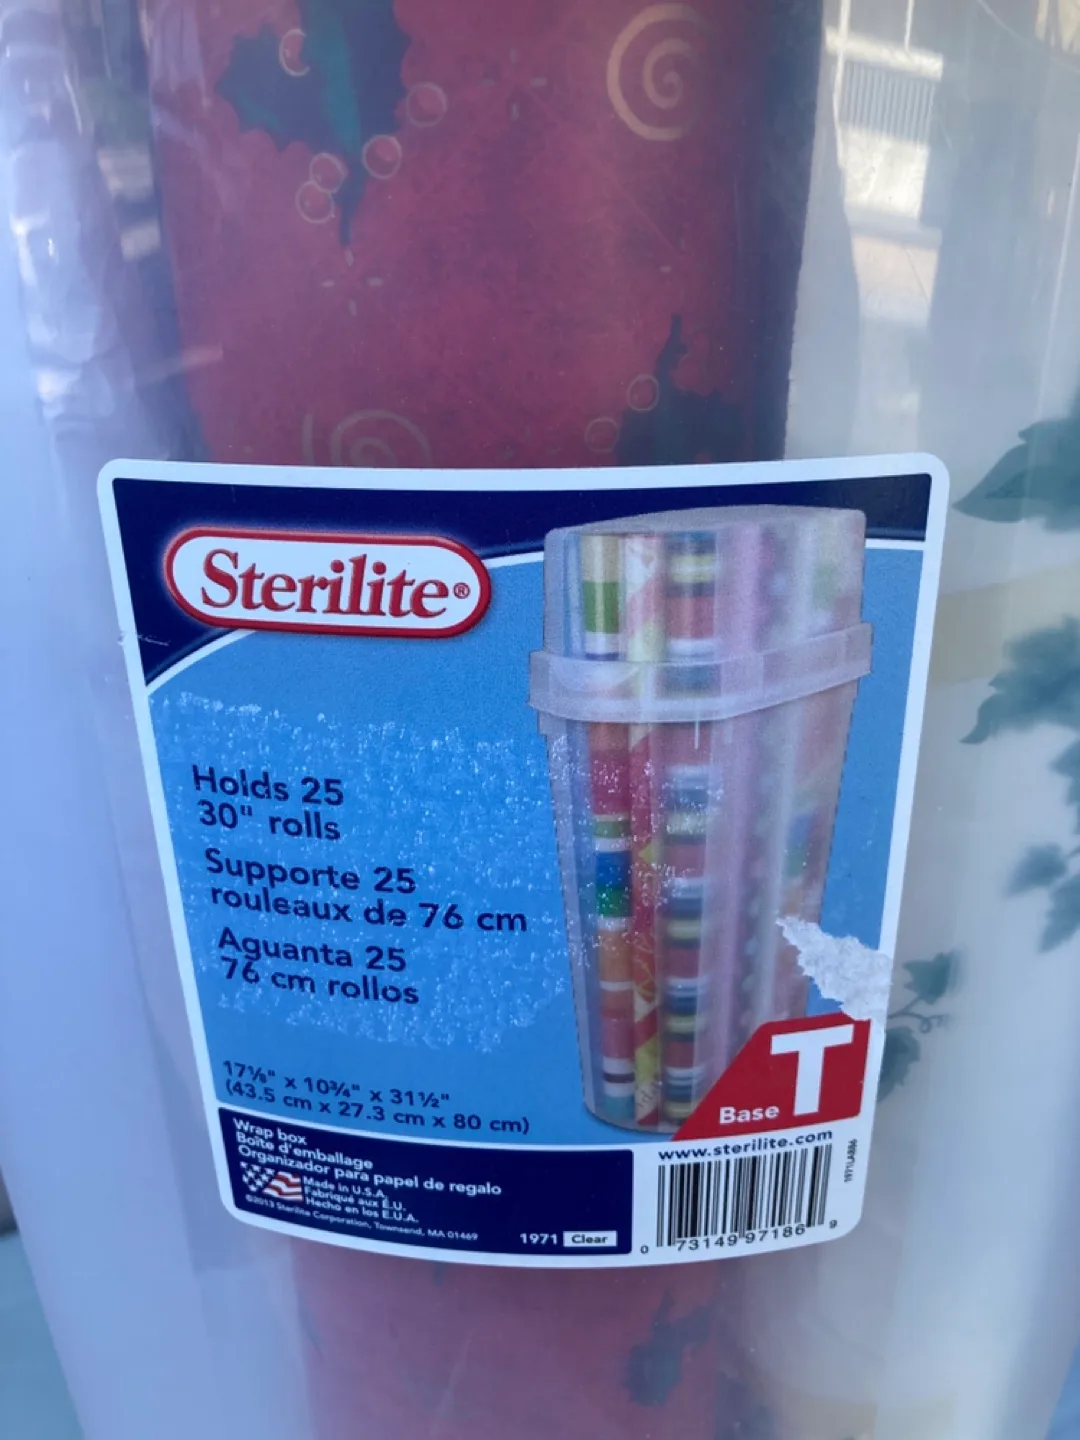 Sterilite®
Holds 25
30" rolls
Supporte 25
rouleaux de 76 cm
Aguanta 25
76 cm rollos
17⅛" x 10¾" x 31½"
(43.5 cm x 27.3 cm x 80 cm)
Base T
Wrap box
Boîte d'emballage
Organizador para papel de regalo
Made in U.S.A.
Fabriqué aux É.U.
Hecho en los E.U.A.
©2013 Sterilite Corporation, Townsend, MA 01469
1971 Clear
www.sterilite.com
1971LAB86
0 73149 97186 9